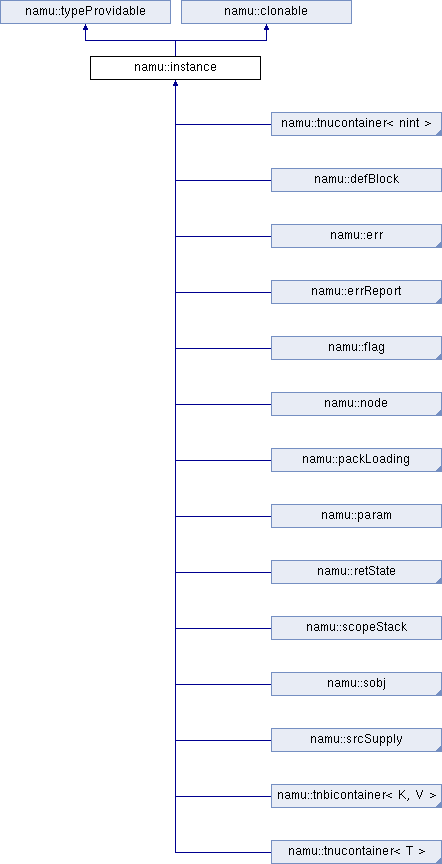 namu::typeProvidable
namu::clonable
namu::instance
namu::tnucontainer< nint >
namu::defBlock
namu::err
namu::errReport
namu::flag
namu::node
namu::packLoading
namu::param
namu::retState
namu::scopeStack
namu::sobj
namu::srcSupply
namu::tnbicontainer< K, V >
namu::tnucontainer< T >